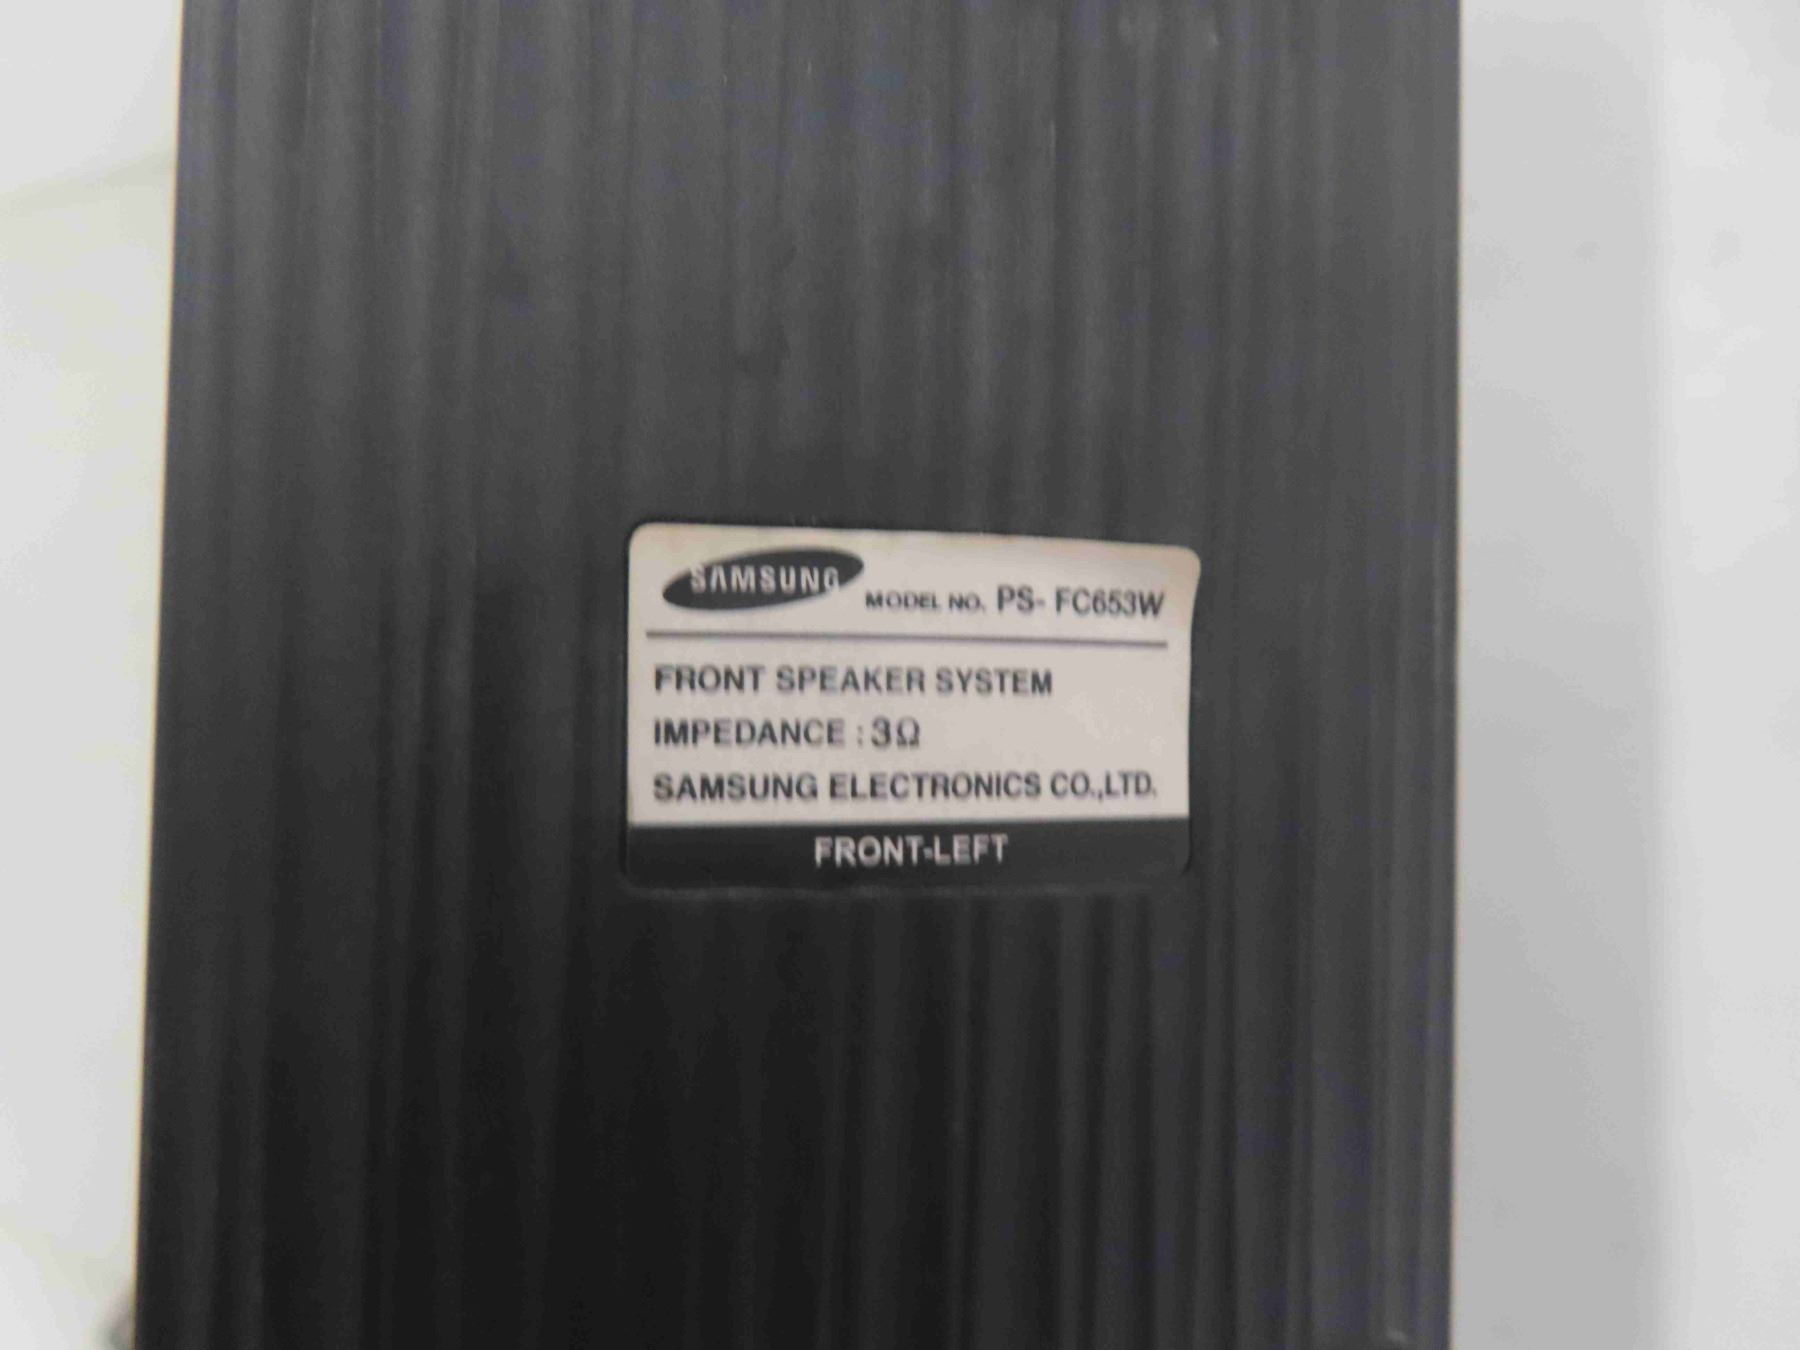 SAMSUNG MODEL NO. PS- FC653W
FRONT SPEAKER SYSTEM
IMPEDANCE : 3Ω
SAMSUNG ELECTRONICS CO.,LTD.
FRONT-LEFT